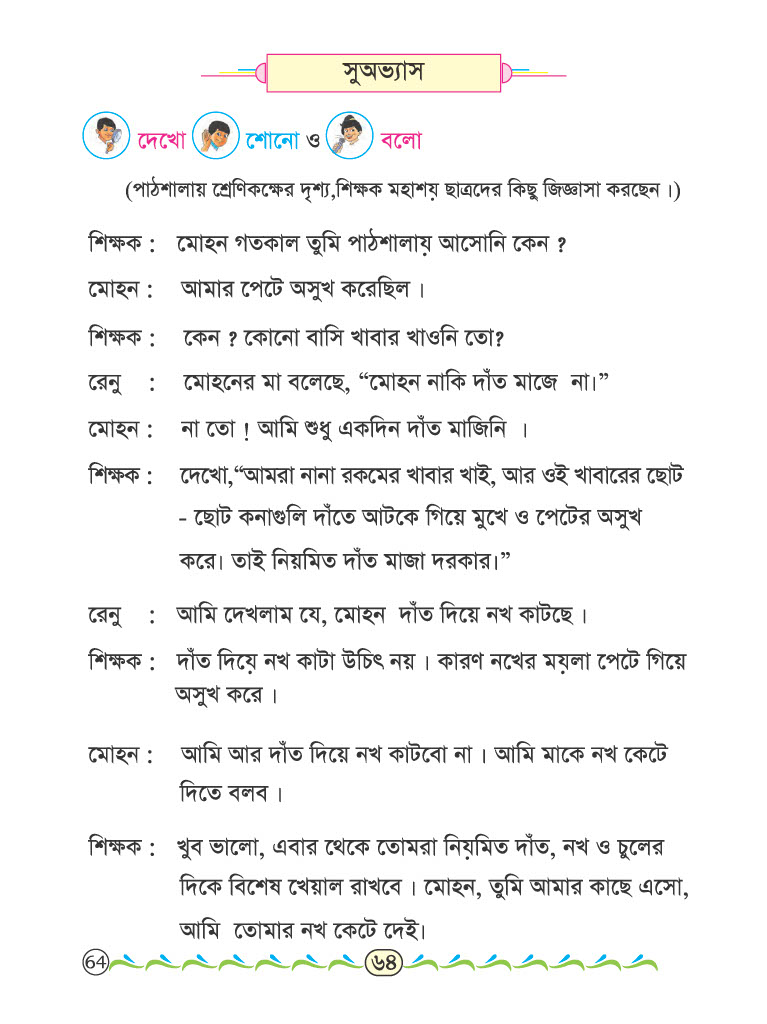 সুঅভ্যাস
দেখো শোনো ও বলো
(পাঠশালায় শ্রেণিকক্ষের দৃশ্য,শিক্ষক মহাশয় ছাত্রদের কিছু জিজ্ঞাসা করছেন ।)
শিক্ষক : মোহন গতকাল তুমি পাঠশালায় আসোনি কেন ?
মোহন : আমার পেটে অসুখ করেছিল ।
শিক্ষক : কেন ? কোনো বাসি খাবার খাওনি তো?
রেনু : মোহনের মা বলেছে, “মোহন নাকি দাঁত মাজে না।”
মোহন : না তো ! আমি শুধু একদিন দাঁত মাজিনি ।
শিক্ষক : দেখো,“আমরা নানা রকমের খাবার খাই, আর ওই খাবারের ছোট
- ছোট কনাগুলি দাঁতে আটকে গিয়ে মুখে ও পেটের অসুখ
করে। তাই নিয়মিত দাঁত মাজা দরকার।”
রেনু : আমি দেখলাম যে, মোহন দাঁত দিয়ে নখ কাটছে ।
শিক্ষক : দাঁত দিয়ে নখ কাটা উচিৎ নয় । কারণ নখের ময়লা পেটে গিয়ে
অসুখ করে ।
মোহন : আমি আর দাঁত দিয়ে নখ কাটবো না । আমি মাকে নখ কেটে
দিতে বলব ।
শিক্ষক : খুব ভালো, এবার থেকে তোমরা নিয়মিত দাঁত, নখ ও চুলের
দিকে বিশেষ খেয়াল রাখবে । মোহন, তুমি আমার কাছে এসো,
আমি তোমার নখ কেটে দেই।
64 ৬৪